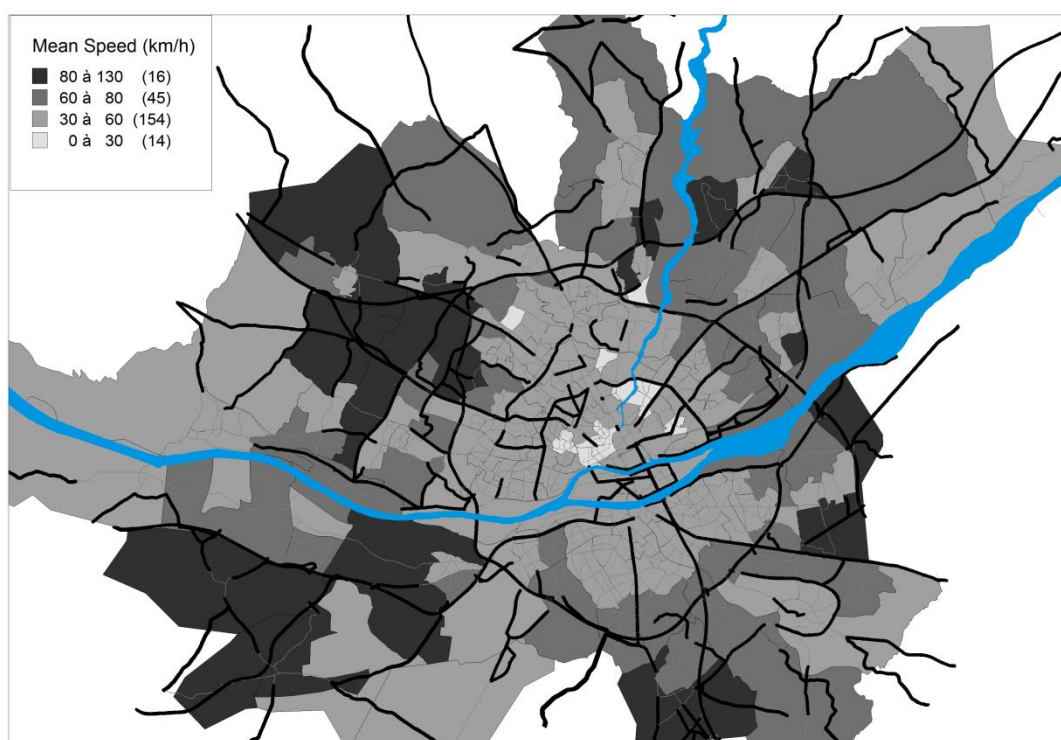 Mean Speed (km/h)
80 à 130 (16)
60 à 80 (45)
30 à 60 (154)
0 à 30 (14)